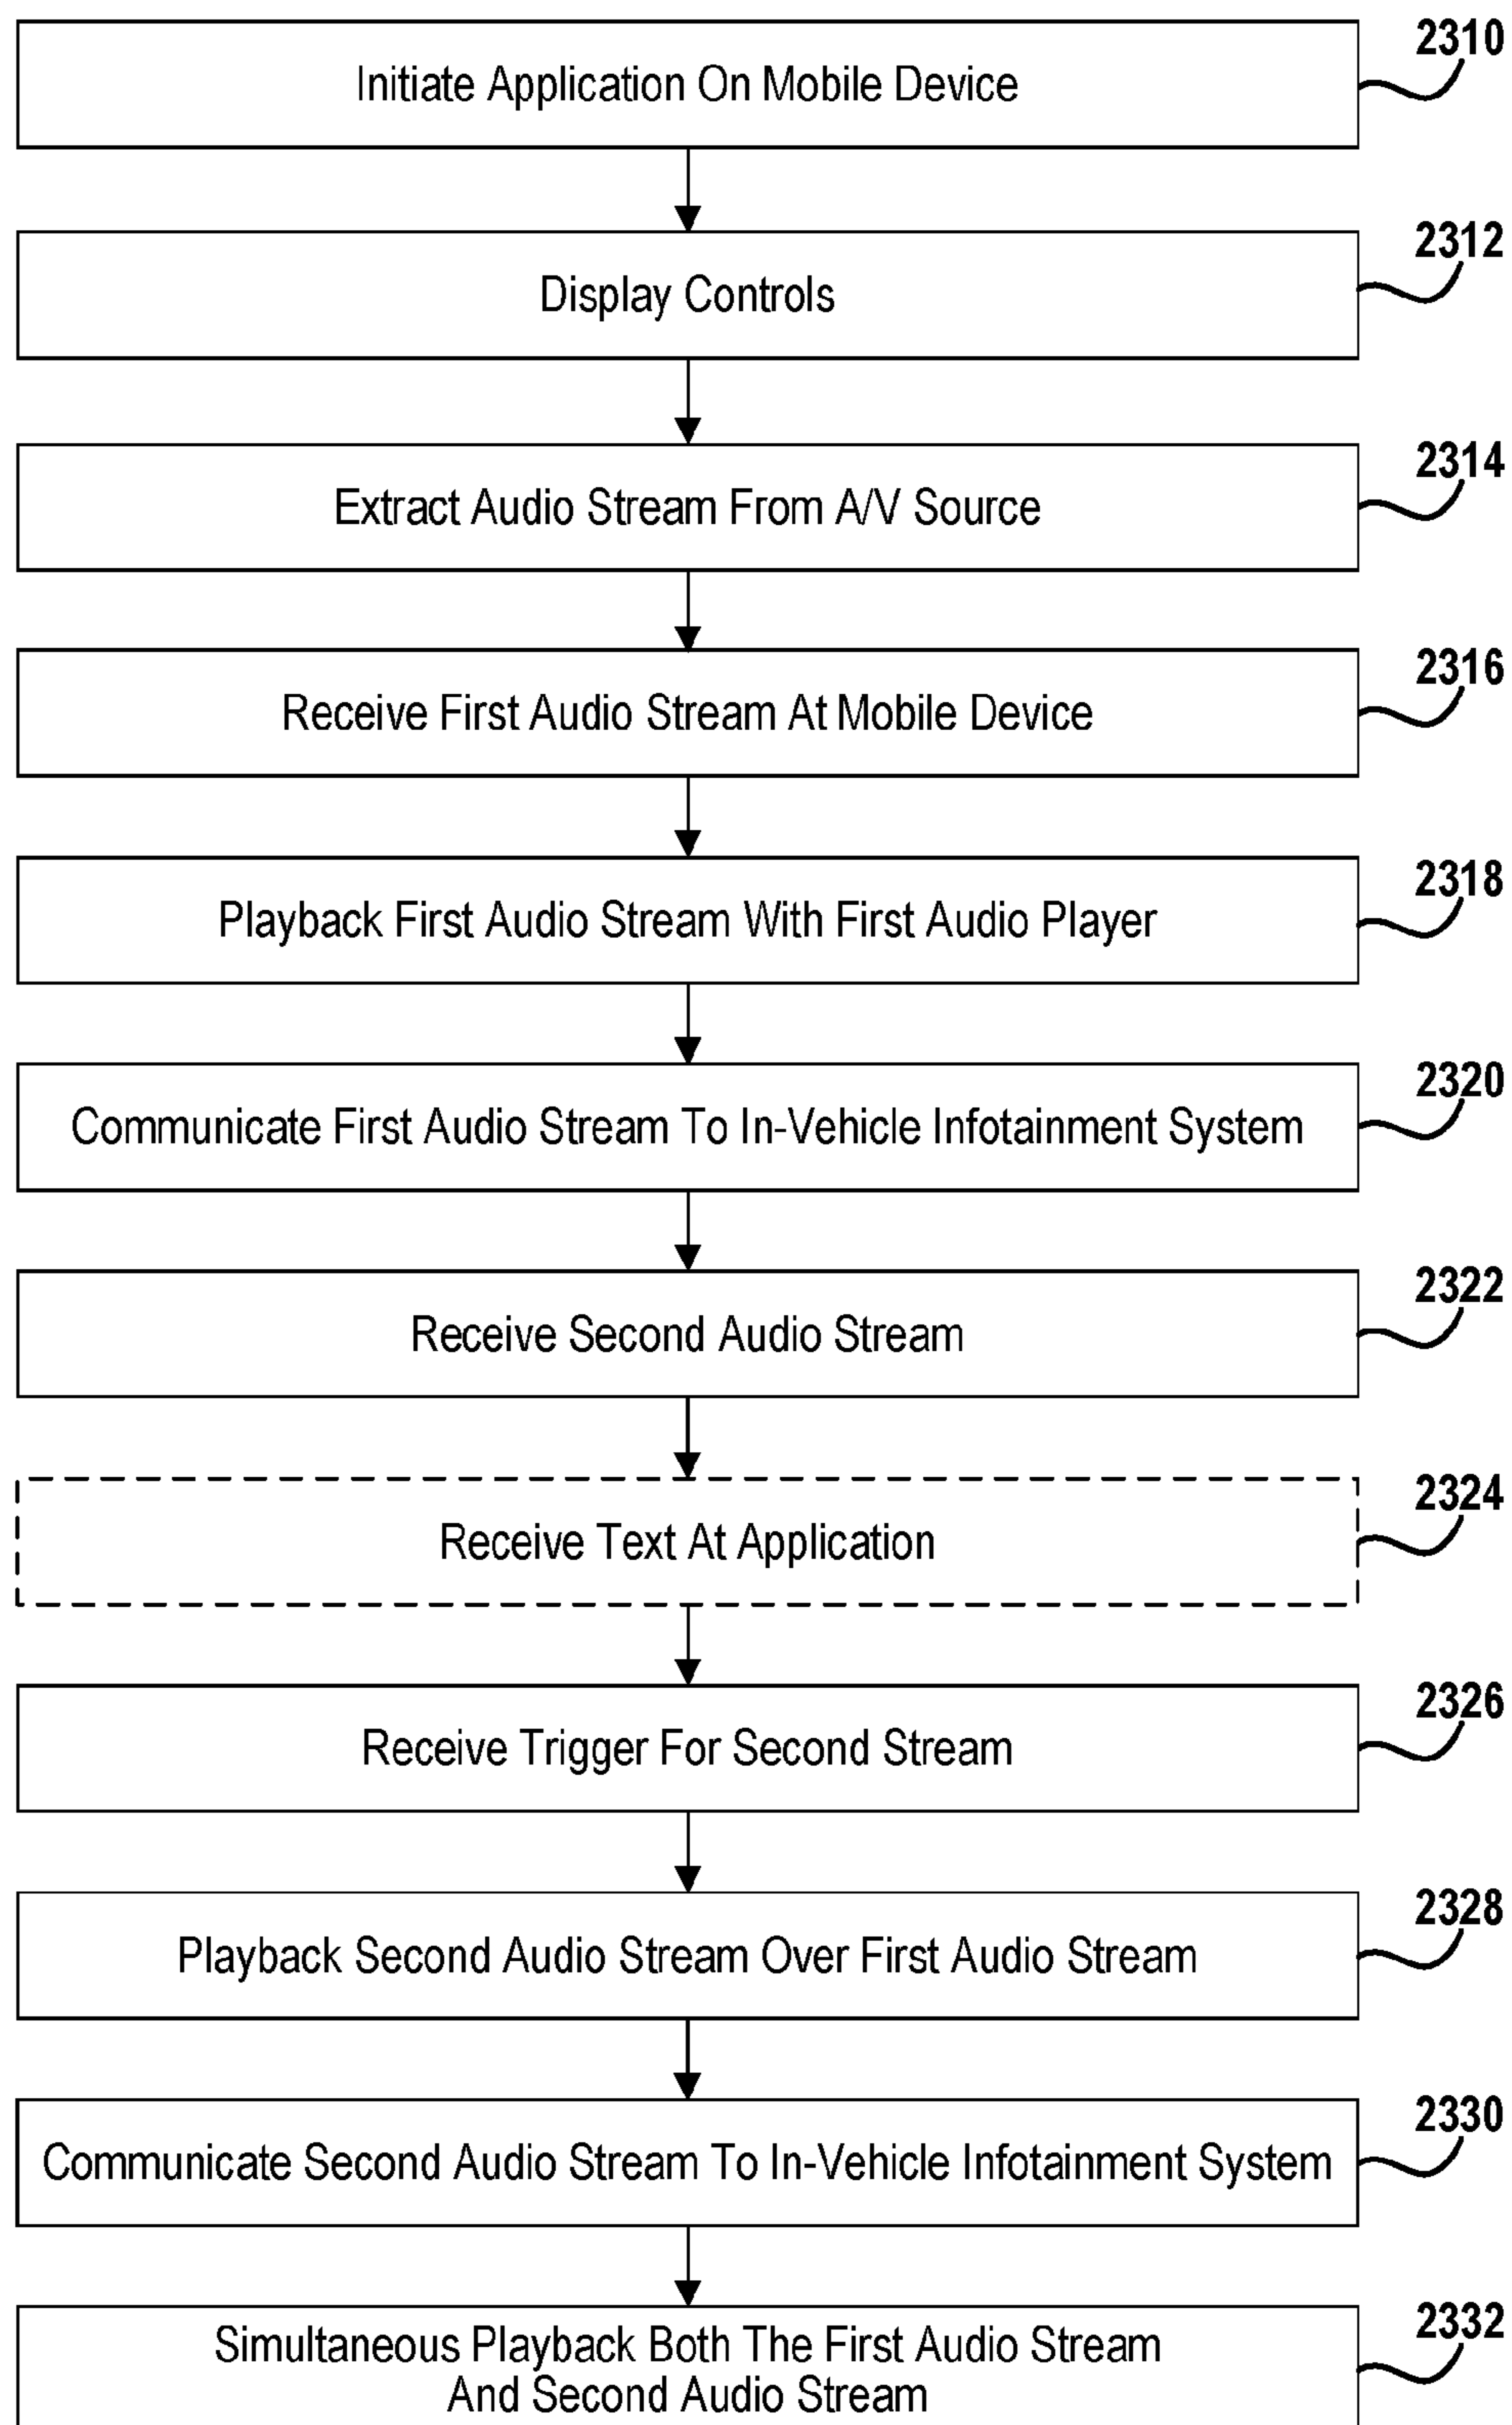 2310
Initiate Application On Mobile Device
2312
Display Controls
2314
Extract Audio Stream From A/V Source
2316
Receive First Audio Stream At Mobile Device
2318
Playback First Audio Stream With First Audio Player
2320
Communicate First Audio Stream To In-Vehicle Infotainment System
2322
Receive Second Audio Stream
2324
Receive Text At Application
2326
Receive Trigger For Second Stream
2328
Playback Second Audio Stream Over First Audio Stream
2330
Communicate Second Audio Stream To In-Vehicle Infotainment System
2332
Simultaneous Playback Both The First Audio Stream
And Second Audio Stream